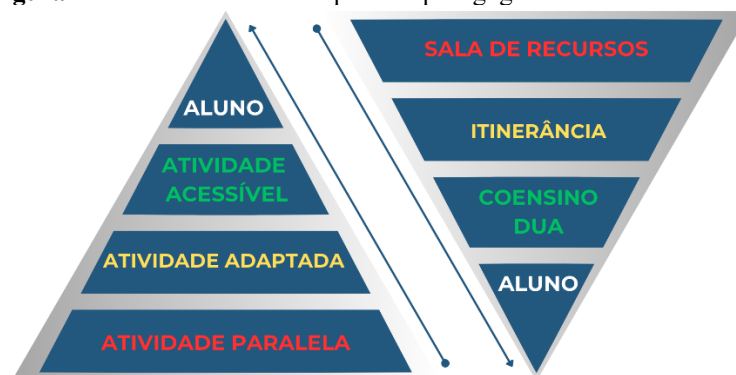 ALUNO
ATIVIDADE
ACESSÍVEL
ATIVIDADE ADAPTADA
ATIVIDADE PARALELA
SALA DE RECURSOS
ITINERÂNCIA
COENSINO
DUA
ALUNO